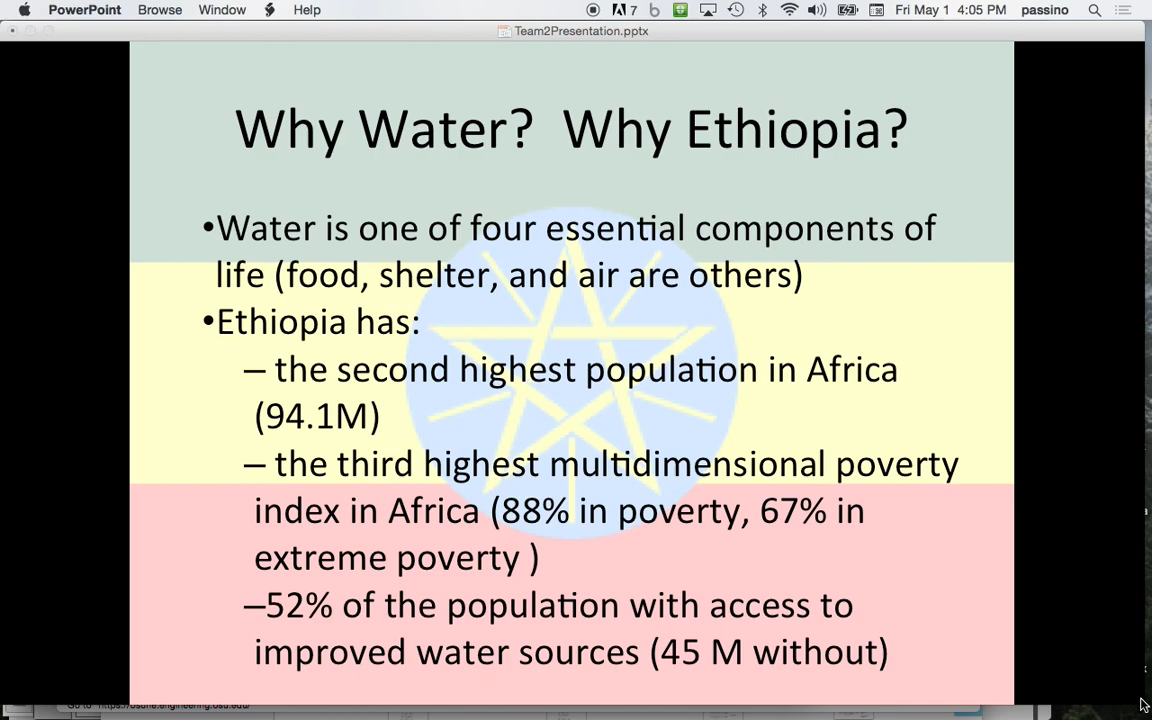 PowerPoint Browse Window Help 7 Fri May 1 4:05 PM passino
Team2Presentation.pptx
Why Water? Why Ethiopia?
•Water is one of four essential components of
life (food, shelter, and air are others)
•Ethiopia has:
– the second highest population in Africa
(94.1M)
– the third highest multidimensional poverty
index in Africa (88% in poverty, 67% in
extreme poverty )
–52% of the population with access to
improved water sources (45 M without)